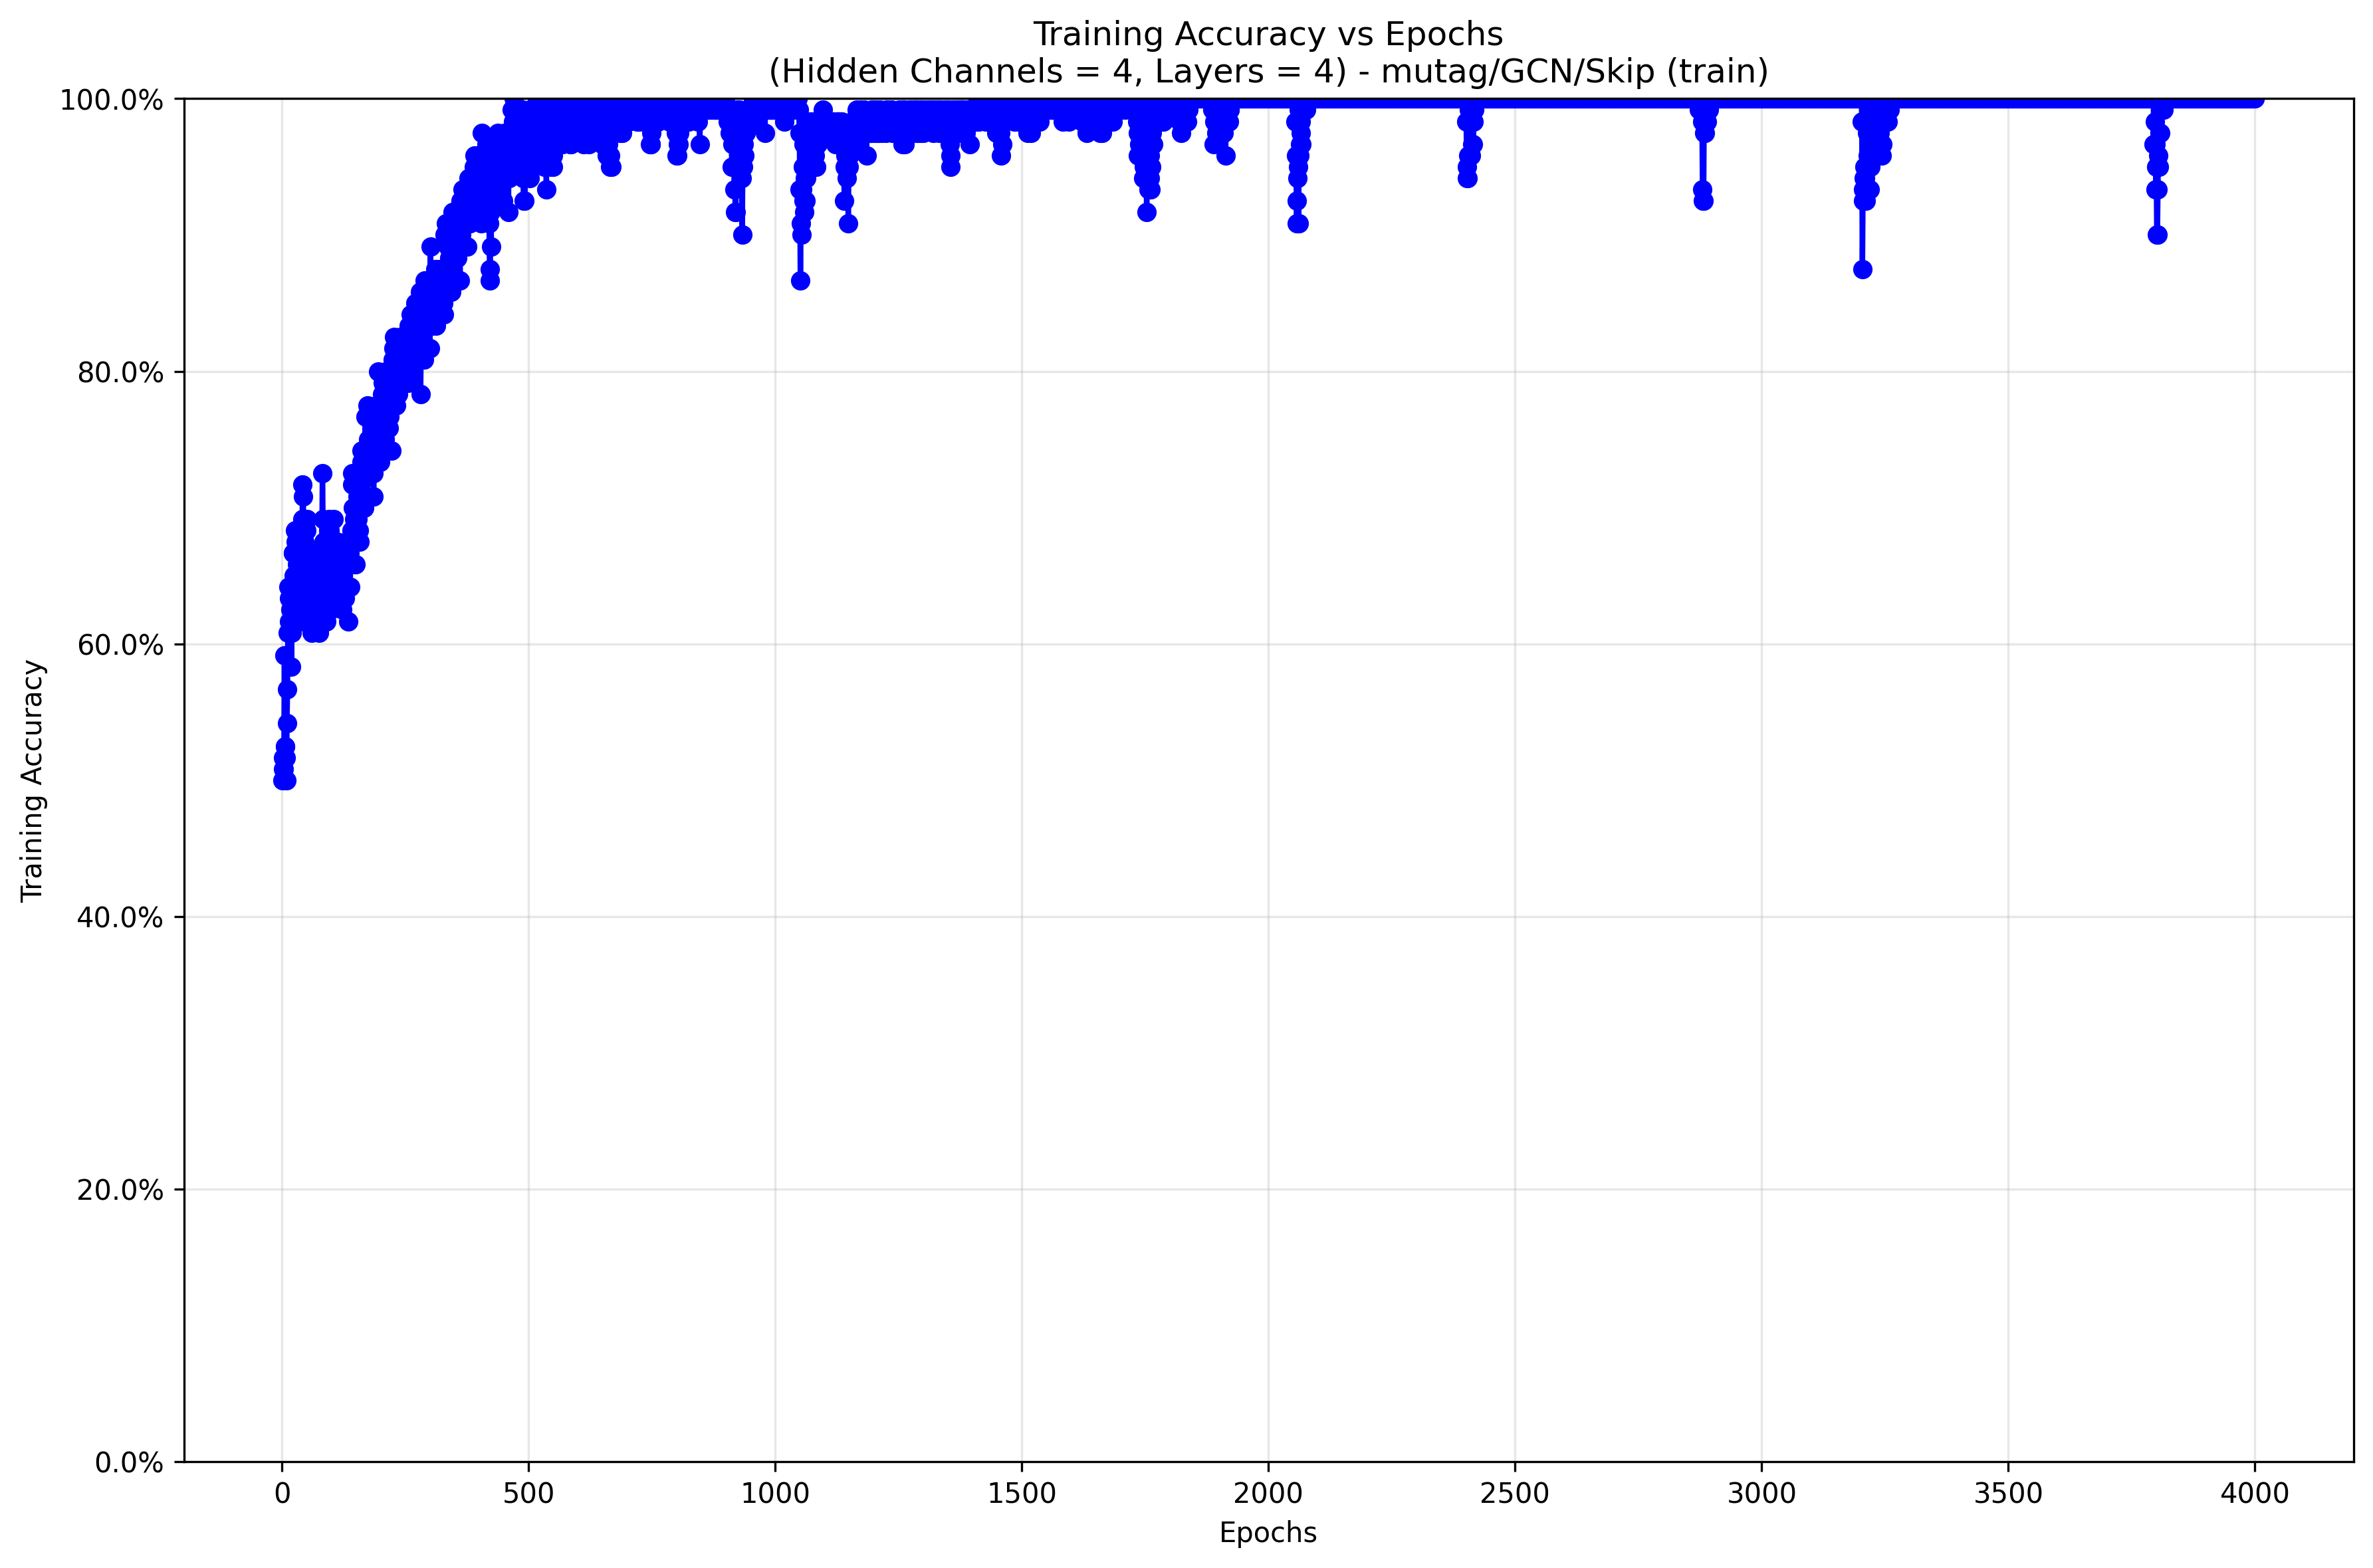 Training Accuracy vs Epochs
(Hidden Channels = 4, Layers = 4) - mutag/GCN/Skip (train)
100.0%
80.0%
60.0%
40.0%
20.0%
0.0%
Training Accuracy
0 500 1000 1500 2000 2500 3000 3500 4000
Epochs